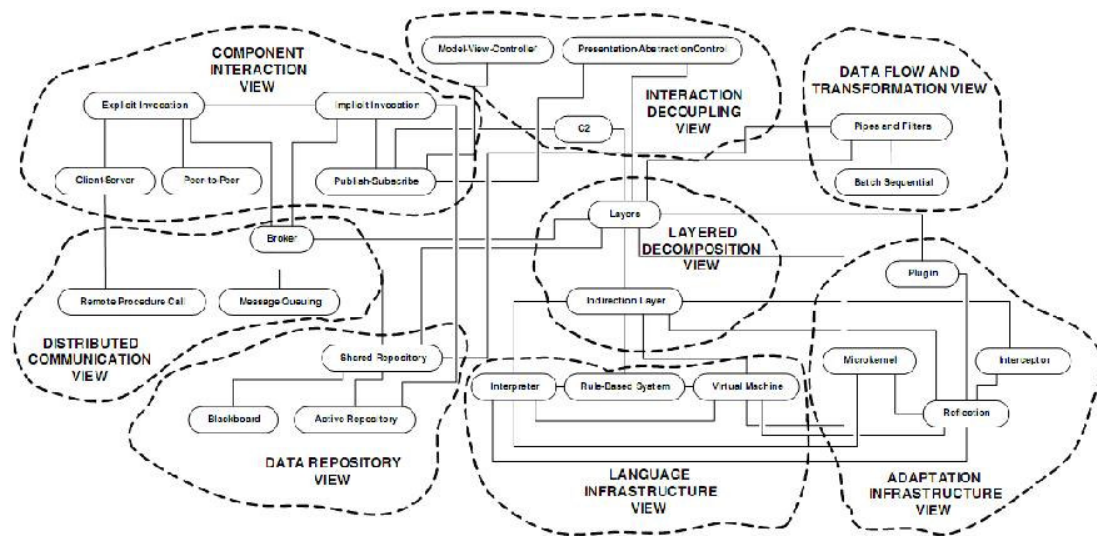 COMPONENT
INTERACTION
VIEW
Explicit Invocation
Implicit Invocation
Client-Server
Peer-to-Peer
Publish-Subscribe
Model-View-Controller
Presentation-Abstraction-Control
INTERACTION
DECOUPLING
VIEW
C2
DATA FLOW AND
TRANSFORMATION VIEW
Pipes and Filters
Batch Sequential
Broker
Remote Procedure Call
Message Queuing
DISTRIBUTED
COMMUNICATION
VIEW
Layers
LAYERED
DECOMPOSITION
VIEW
Indirection Layer
Shared Repository
Blackboard
Active Repository
DATA REPOSITORY
VIEW
Interpreter
Rule-Based System
Virtual Machine
LANGUAGE
INFRASTRUCTURE
VIEW
Plugin
Microkernel
Interceptor
Reflection
ADAPTATION
INFRASTRUCTURE
VIEW